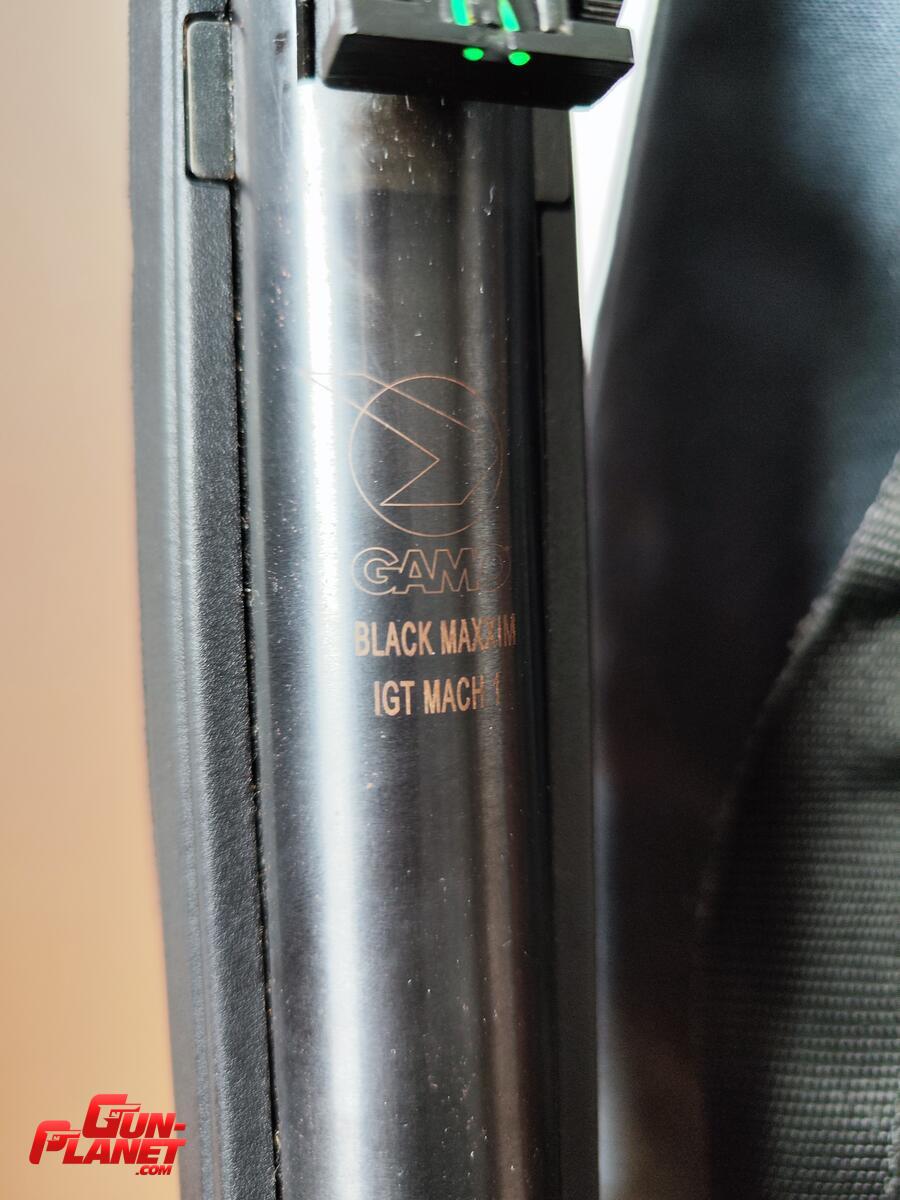 GAMO
BLACK MAXXIM
IGT MACH 1
GUN-
PLANET
.COM